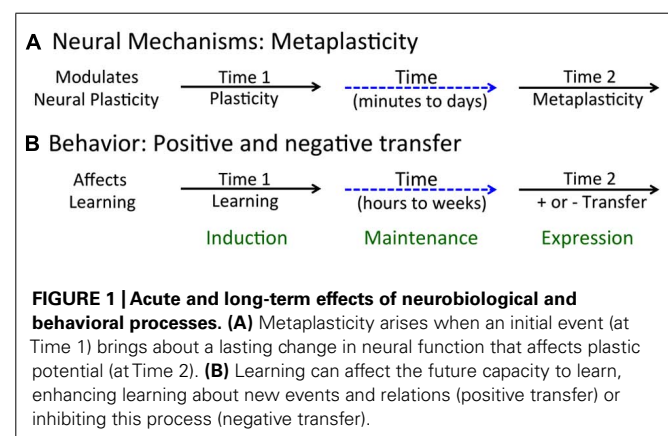 A Neural Mechanisms: Metaplasticity
Modulates
Neural Plasticity
Time 1
Plasticity
Time
(minutes to days)
Time 2
Metaplasticity
B Behavior: Positive and negative transfer
Affects
Learning
Time 1
Learning
Time
(hours to weeks)
Time 2
+ or - Transfer
Induction
Maintenance
Expression
FIGURE 1 | Acute and long-term effects of neurobiological and
behavioral processes. (A) Metaplasticity arises when an initial event (at
Time 1) brings about a lasting change in neural function that affects plastic
potential (at Time 2). (B) Learning can affect the future capacity to learn,
enhancing learning about new events and relations (positive transfer) or
inhibiting this process (negative transfer).